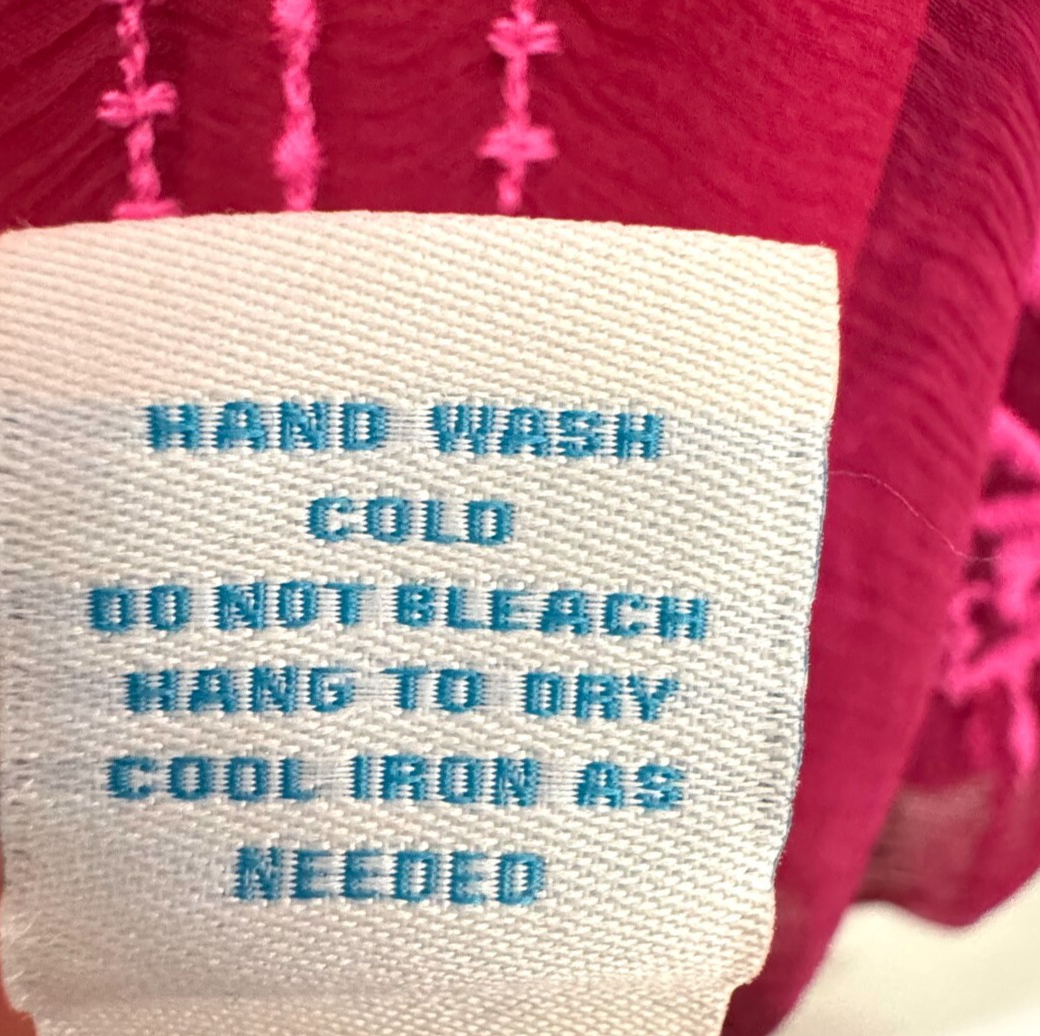 HAND WASH
COLD
DO NOT BLEACH
HANG TO DRY
COOL IRON AS
NEEDED